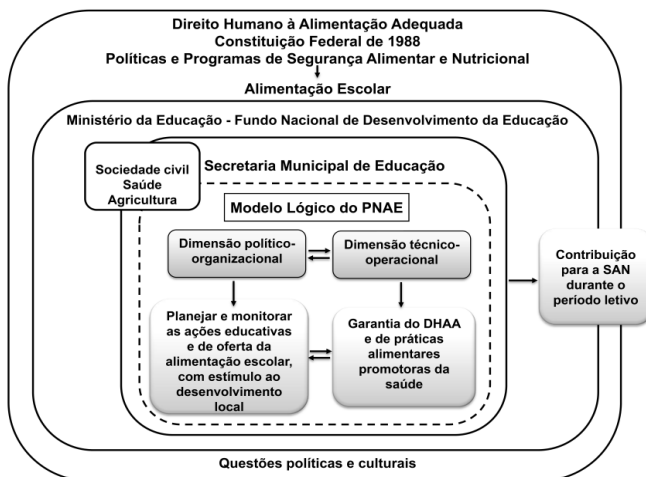 Direito Humano à Alimentação Adequada
Constituição Federal de 1988
Políticas e Programas de Segurança Alimentar e Nutricional
Alimentação Escolar
Ministério da Educação - Fundo Nacional de Desenvolvimento da Educação
Sociedade civil
Saúde
Agricultura
Secretaria Municipal de Educação
Modelo Lógico do PNAE
Dimensão político-
organizacional
Dimensão técnico-
operacional
Planejar e monitorar
as ações educativas
e de oferta da
alimentação escolar,
com estímulo ao
desenvolvimento
local
Garantia do DHAA
e de práticas
alimentares
promotoras da
saúde
Contribuição
para a SAN
durante o
período letivo
Questões políticas e culturais